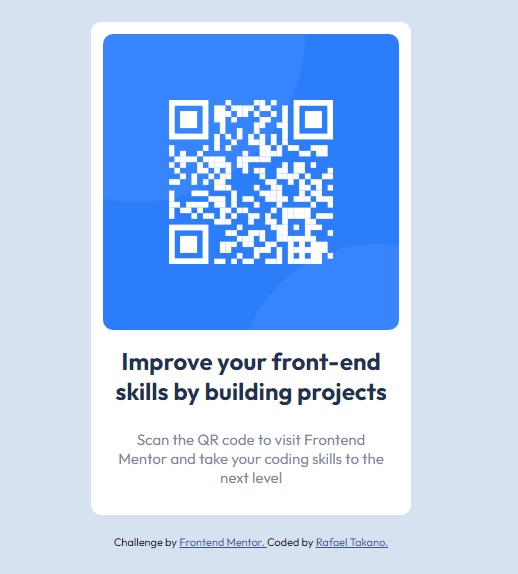 Improve your front-end
skills by building projects
Scan the QR code to visit Frontend
Mentor and take your coding skills to the
next level
Challenge by Frontend Mentor. Coded by Rafael Takano.